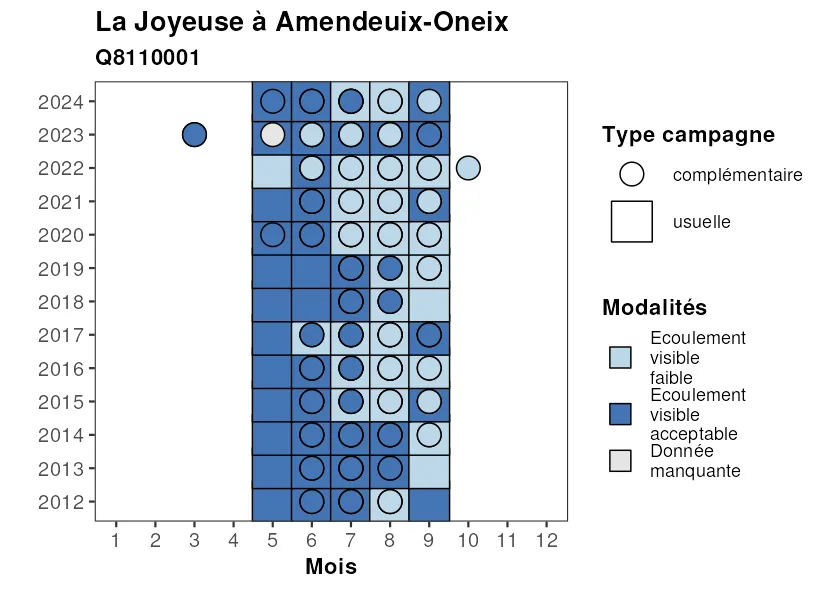 La Joyeuse à Amendeuix-Oneix
Q8110001
2024
2023
2022
2021
2020
2019
2018
2017
2016
2015
2014
2013
2012
1 2 3 4 5 6 7 8 9 10 11 12
Mois
Type campagne
complémentaire
usuelle
Modalités
Ecoulement
visible
faible
Ecoulement
visible
acceptable
Donnée
manquante